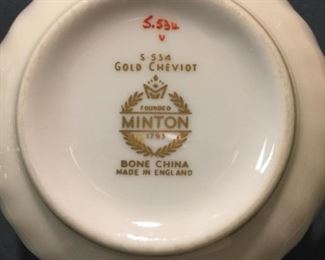 S.534
U
S 534
GOLD CHEVIOT
FOUNDED
MINTON
1793
BONE CHINA
MADE IN ENGLAND